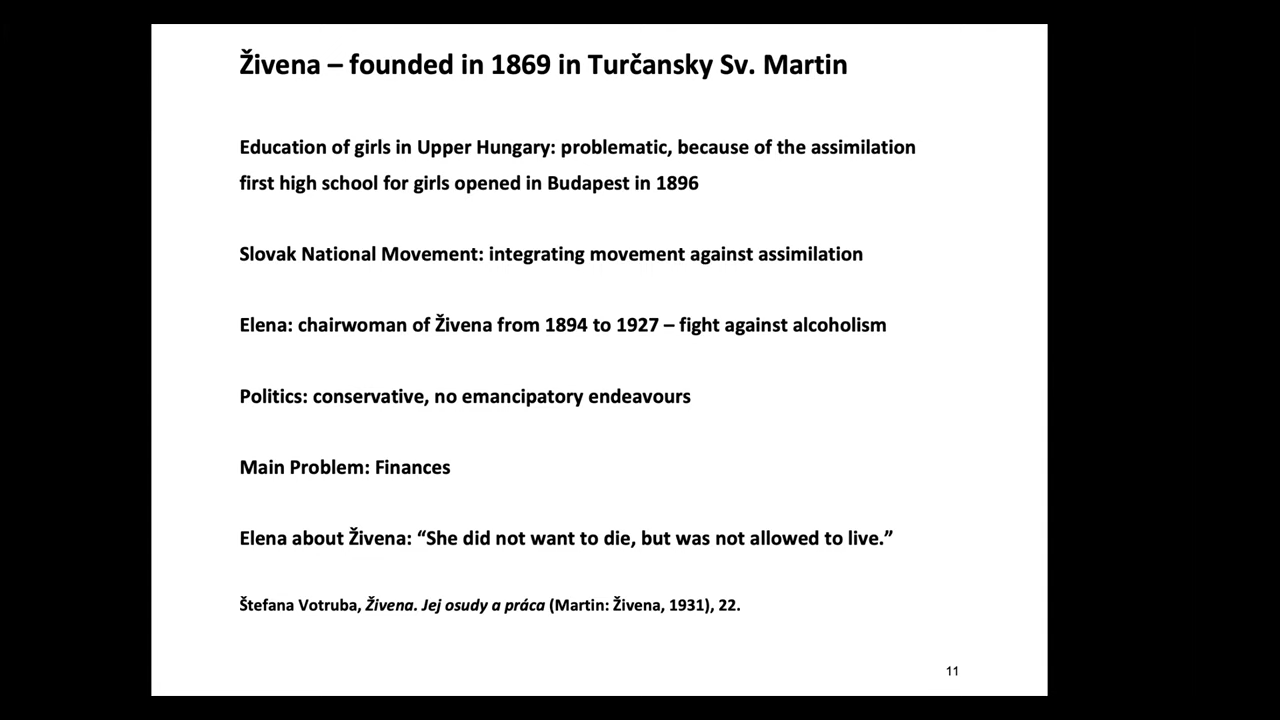 Živena – founded in 1869 in Turčansky Sv. Martin
Education of girls in Upper Hungary: problematic, because of the assimilation
first high school for girls opened in Budapest in 1896
Slovak National Movement: integrating movement against assimilation
Elena: chairwoman of Živena from 1894 to 1927 – fight against alcoholism
Politics: conservative, no emancipatory endeavours
Main Problem: Finances
Elena about Živena: “She did not want to die, but was not allowed to live.”
Štefana Votruba, Živena. Jej osudy a práca (Martin: Živena, 1931), 22.
11